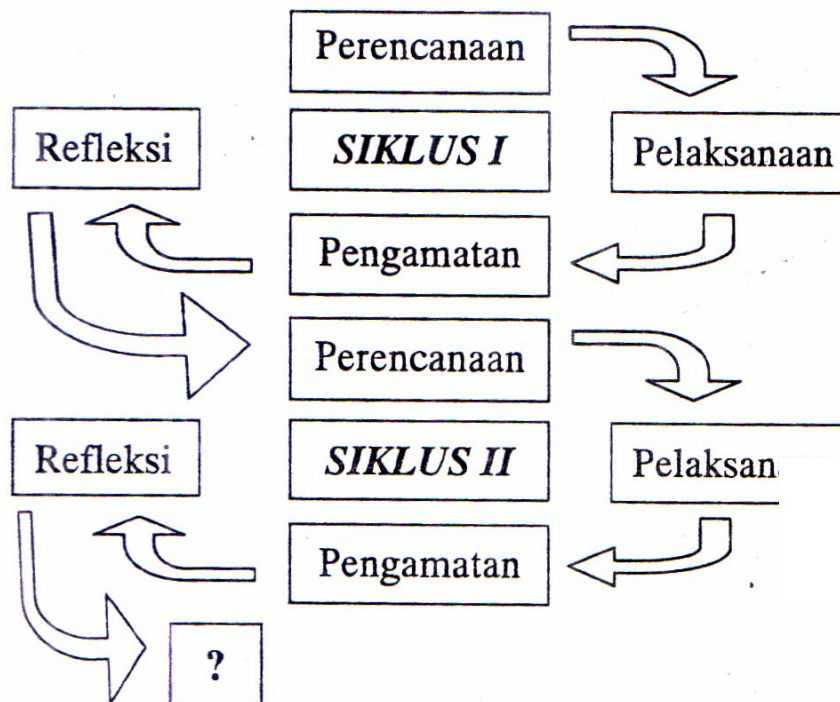 Perencanaan
Refleksi
SIKLUS I
Pelaksanaan
Pengamatan
Perencanaan
Refleksi
SIKLUS II
Pengamatan
?